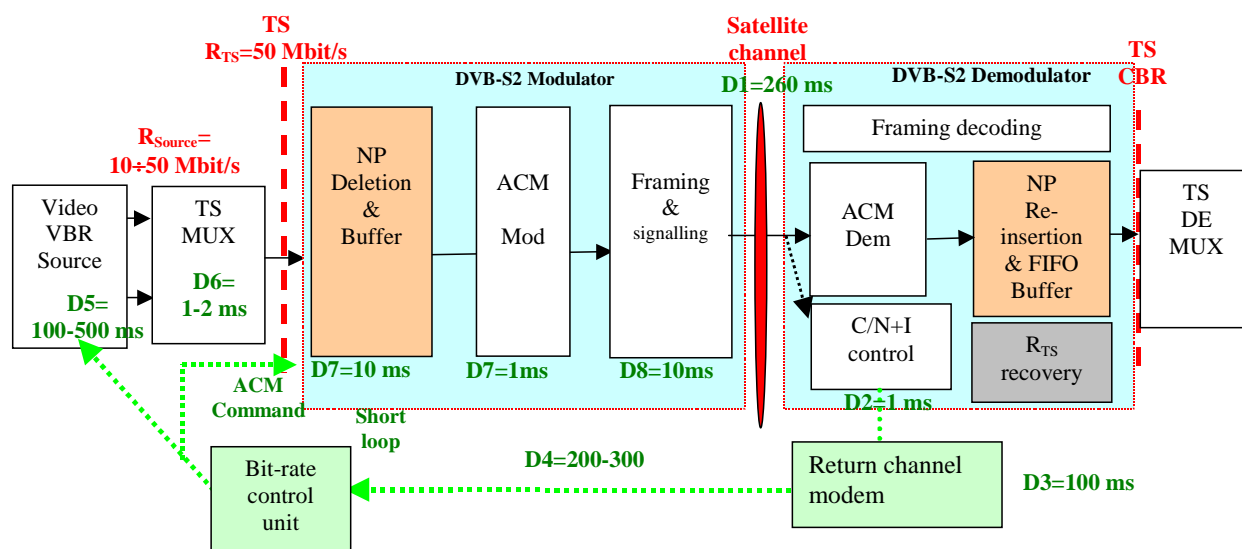 TS
R_TS=50 Mbit/s
Satellite
channel
TS
CBR
DVB-S2 Modulator
DVB-S2 Demodulator
D1=260 ms
R_Source=
10÷50 Mbit/s
Framing decoding
Video
VBR
Source
D5=
100-500 ms
TS
MUX
D6=
1-2 ms
NP
Deletion
&
Buffer
ACM
Mod
Framing
&
signalling
ACM
Dem
NP
Re-
insertion
& FIFO
Buffer
TS
DE
MUX
C/N+I
control
R_TS
recovery
D7=10 ms
D7=1ms
D8=10ms
D2=1 ms
ACM
Command
Short
loop
Bit-rate
control
unit
D4=200-300
Return channel
modem
D3=100 ms